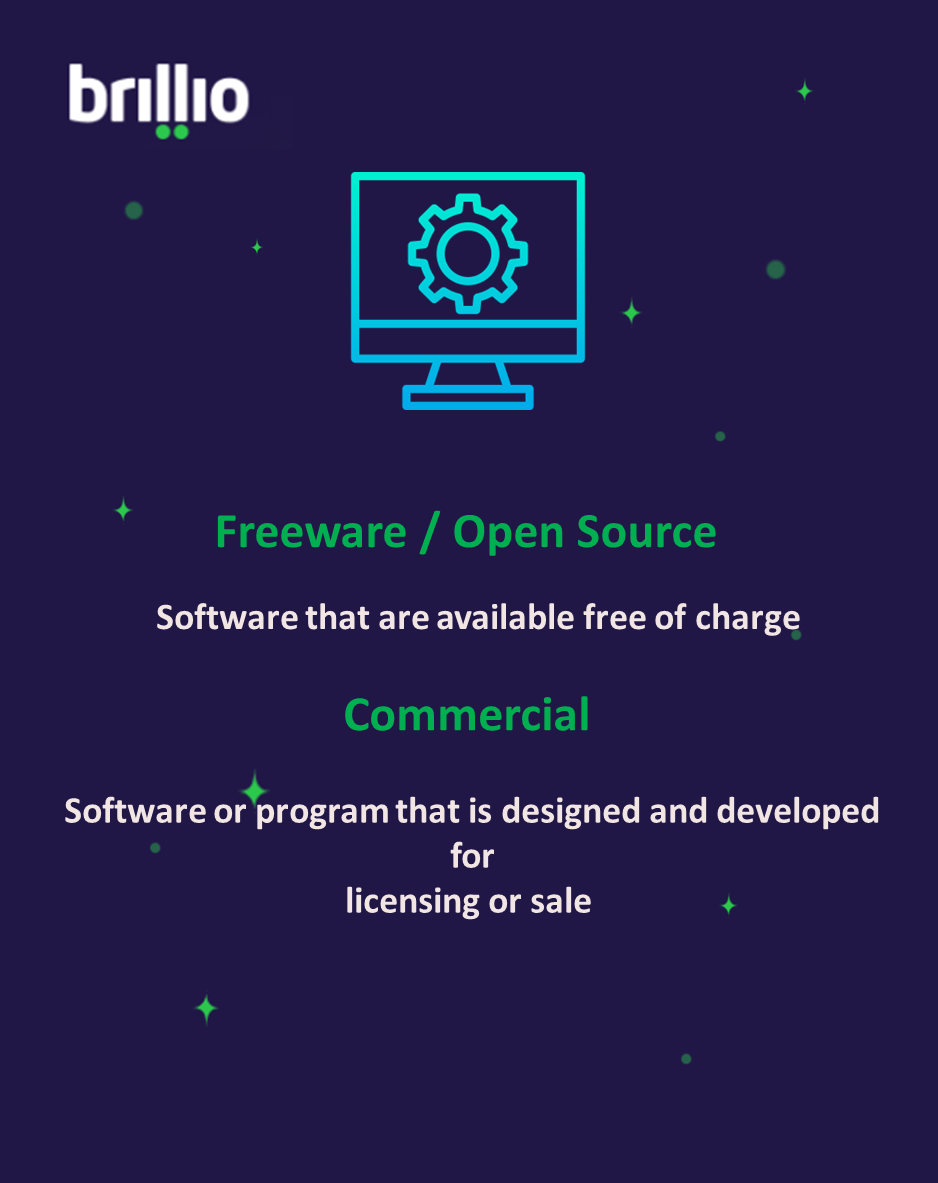 brillio
Freeware / Open Source
Software that are available free of charge
Commercial
Software or program that is designed and developed
for
licensing or sale